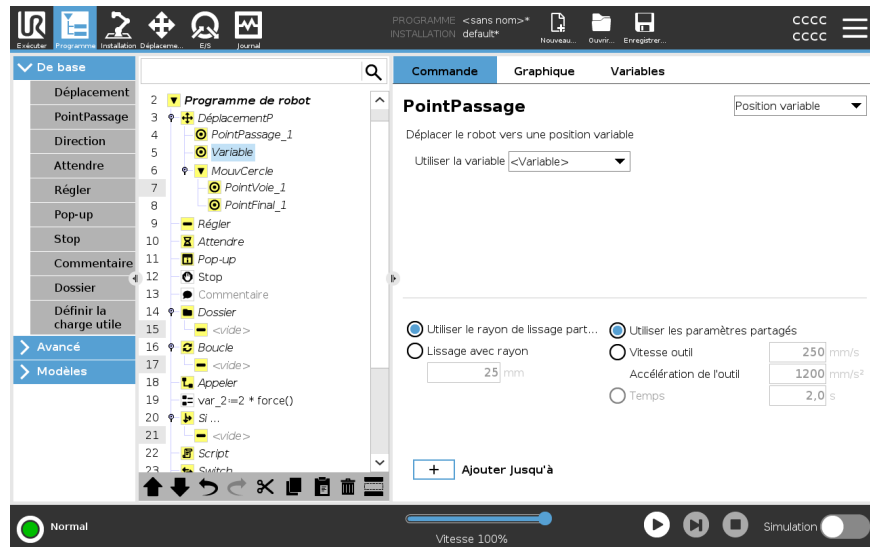 PROGRAMME <sans nom>*
INSTALLATION default*
Exécuter
Programme
Installation
Déplaceme...
E/S
Journal
Nouveau...
Ouvrir...
Enregistrer...
cccc
cccc
De base
Déplacement
PointPassage
Direction
Attendre
Régler
Pop-up
Stop
Commentaire
Dossier
Définir la
charge utile
Avancé
Modèles
2 Programme de robot
3 DéplacementP
4 PointPassage_1
5 Variable
6 MouvCercle
7 PointVoie_1
8 PointFinal_1
9 Régler
10 Attendre
11 Pop-up
12 Stop
13 Commentaire
14 Dossier
15 <vide>
16 Boucle
17 <vide>
18 Appeler
19 var_2≔2 * force()
20 Si ...
21 <vide>
22 Script
23 Switch
Commande
Graphique
Variables
PointPassage
Position variable
Déplacer le robot vers une position variable
Utiliser la variable <Variable>
Utiliser le rayon de lissage part...
Lissage avec rayon
25 mm
Utiliser les paramètres partagés
Vitesse outil 250 mm/s
Accélération de l'outil 1200 mm/s²
Temps 2,0 s
+ Ajouter Jusqu'à
Normal
Vitesse 100%
Simulation